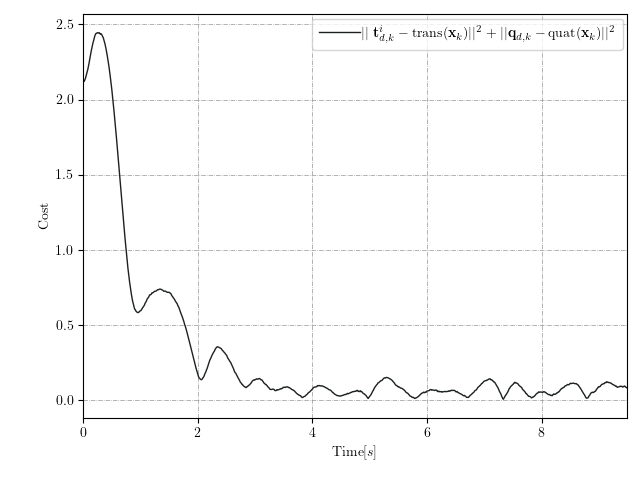 || t^i_{d,k} − trans(x_k)||^2 + ||q_{d,k} − quat(x_k)||^2
2.5
2.0
1.5
1.0
0.5
0.0
Cost
0 2 4 6 8
Time[s]